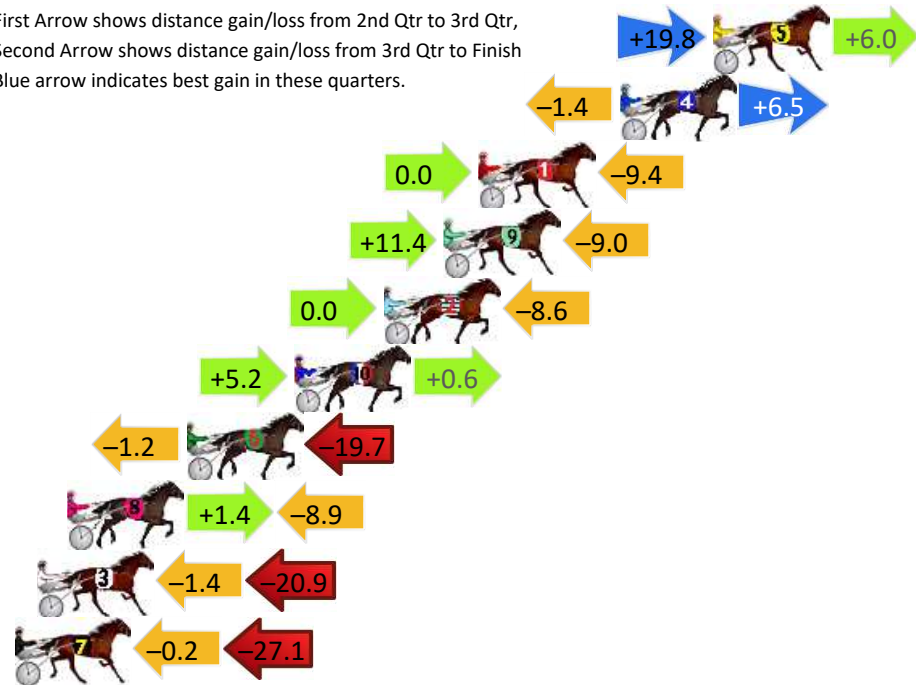 First Arrow shows distance gain/loss from 2nd Qtr to 3rd Qtr,
Second Arrow shows distance gain/loss from 3rd Qtr to Finish
Blue arrow indicates best gain in these quarters.
+19.8 5 +6.0
–1.4 4 +6.5
0.0 1 –9.4
+11.4 9 –9.0
0.0 2 –8.6
+5.2 10 +0.6
–1.2 6 –19.7
8 +1.4 –8.9
3 –1.4 –20.9
7 –0.2 –27.1